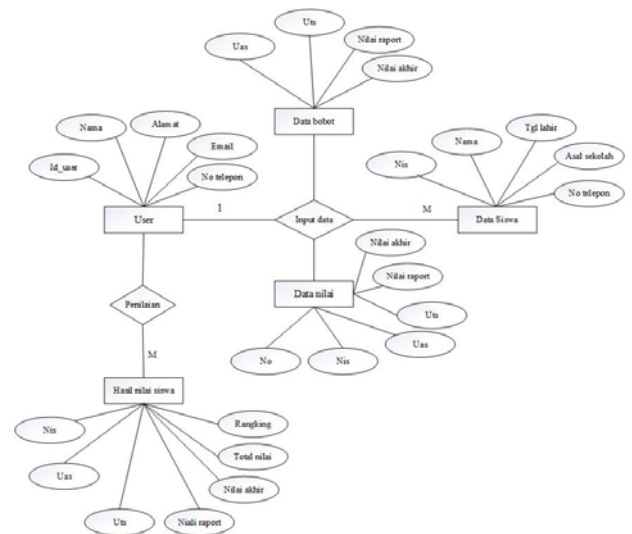 Uts
Uas
Nilai raport
Nilai akhir
Data bobot
Nama
Alamat
Email
Id_user
No telepon
User
Tgl lahir
Nama
Asal sekolah
Nis
No telepon
Data Siswa
1
Input data
M
Nilai akhir
Nilai raport
Data nilai
Uts
Uas
No
Nis
Penilaian
M
Hasil nilai siswa
Nis
Rangking
Total nilai
Uas
Nilai akhir
Uts
Niali raport